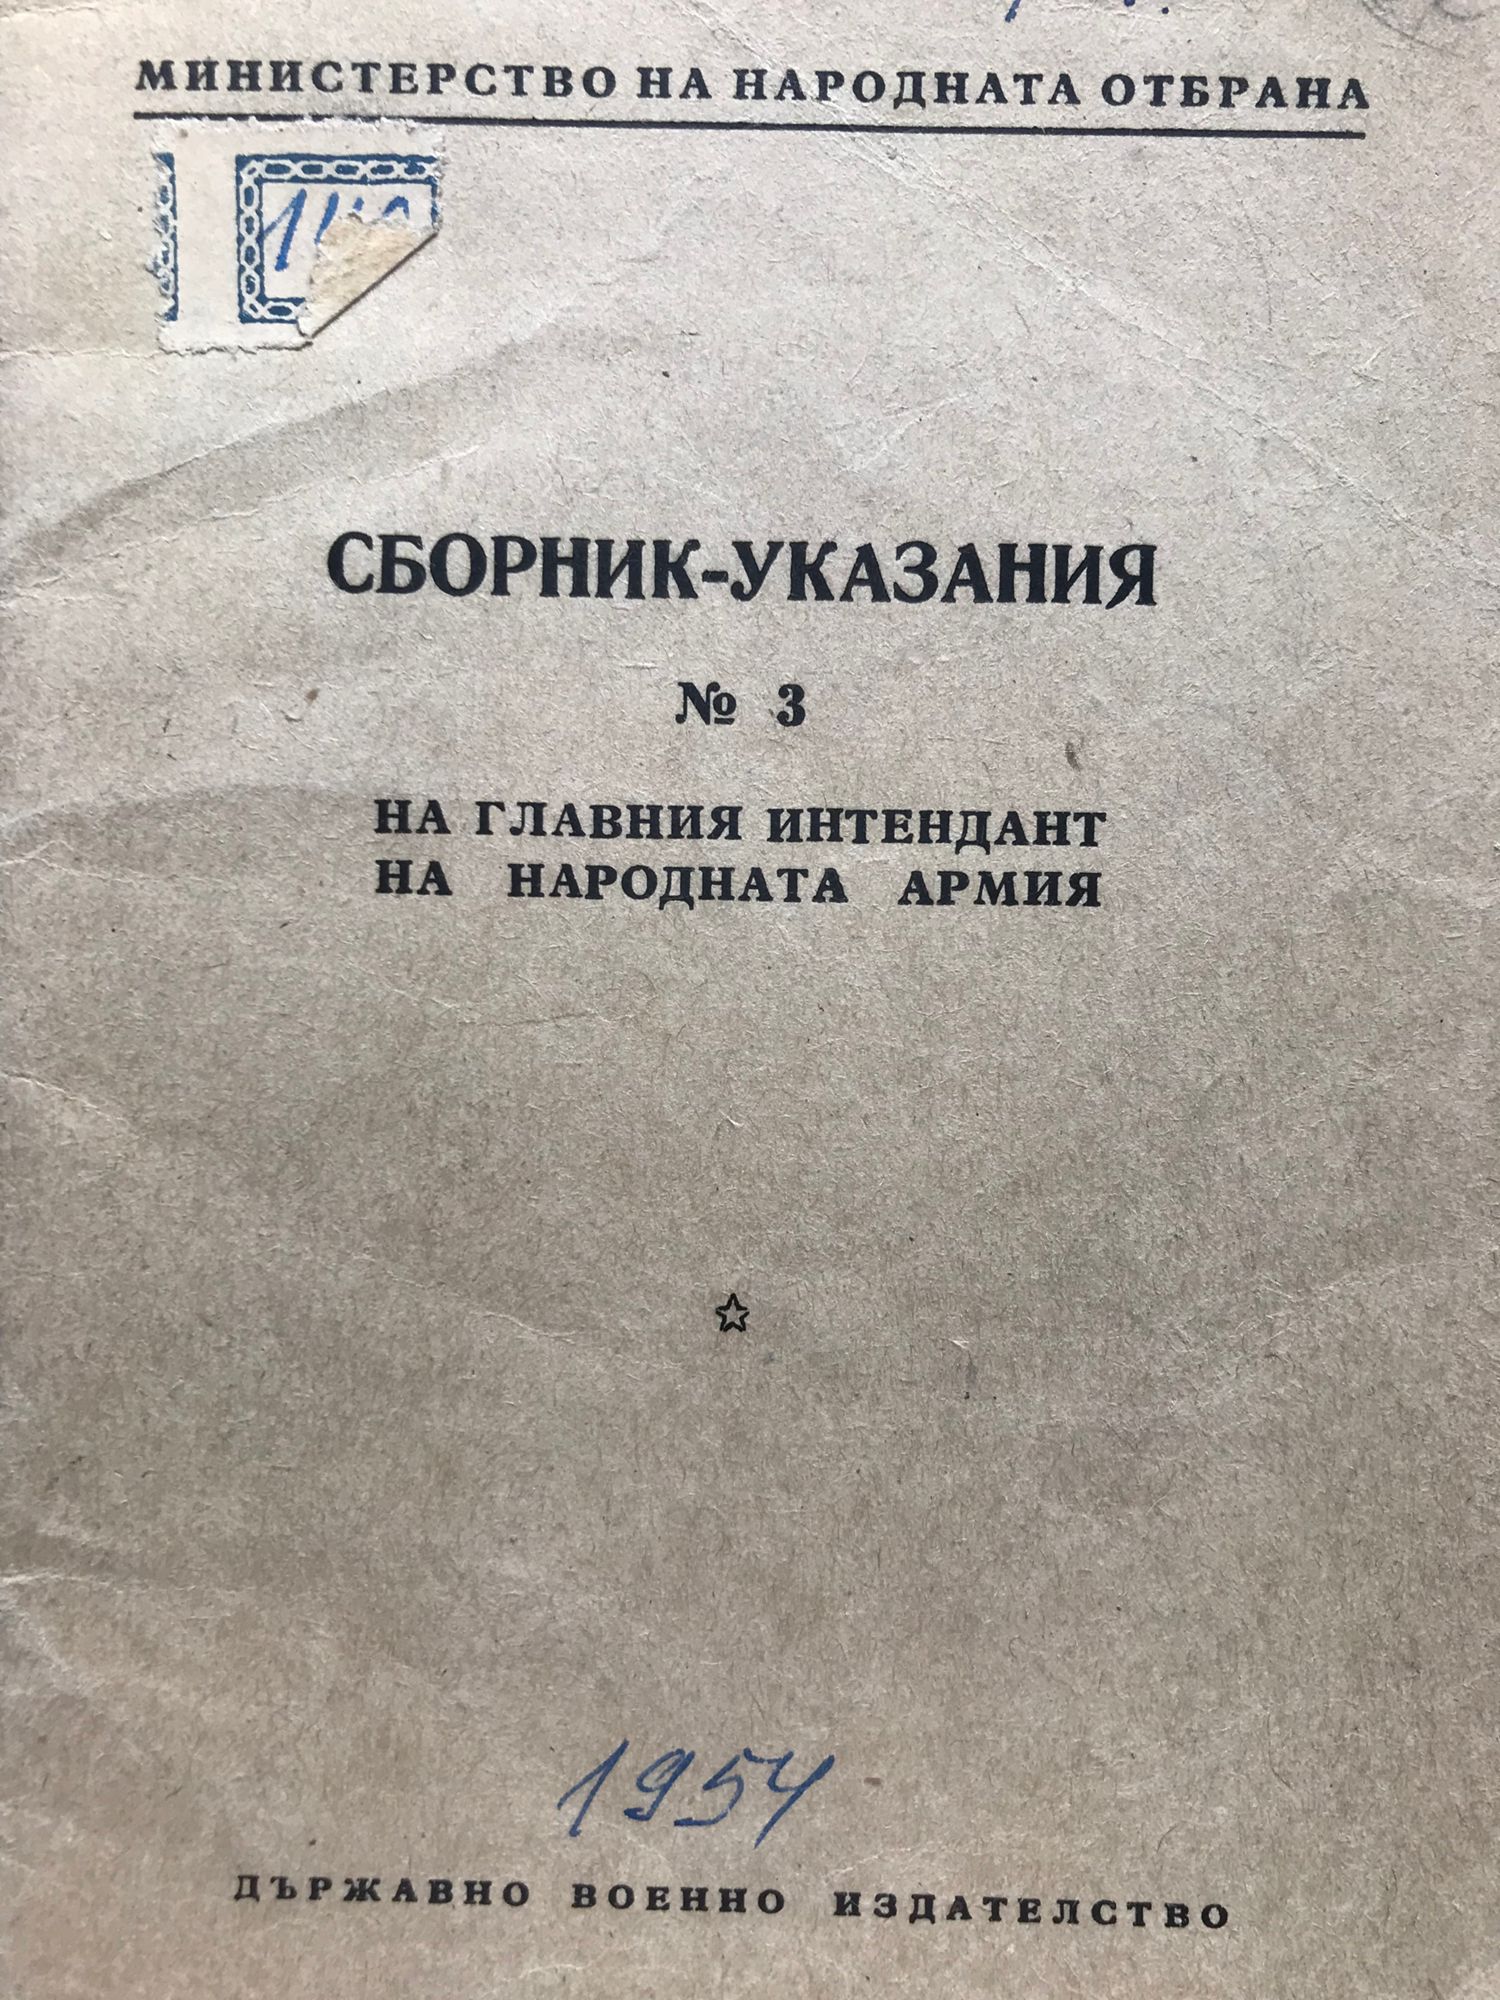 МИНИСТЕРСТВО НА НАРОДНАТА ОТБРАНА
СБОРНИК-УКАЗАНИЯ
№ 3
НА ГЛАВНИЯ ИНТЕНДАНТ
НА НАРОДНАТА АРМИЯ
1954
ДЪРЖАВНО ВОЕННО ИЗДАТЕЛСТВО